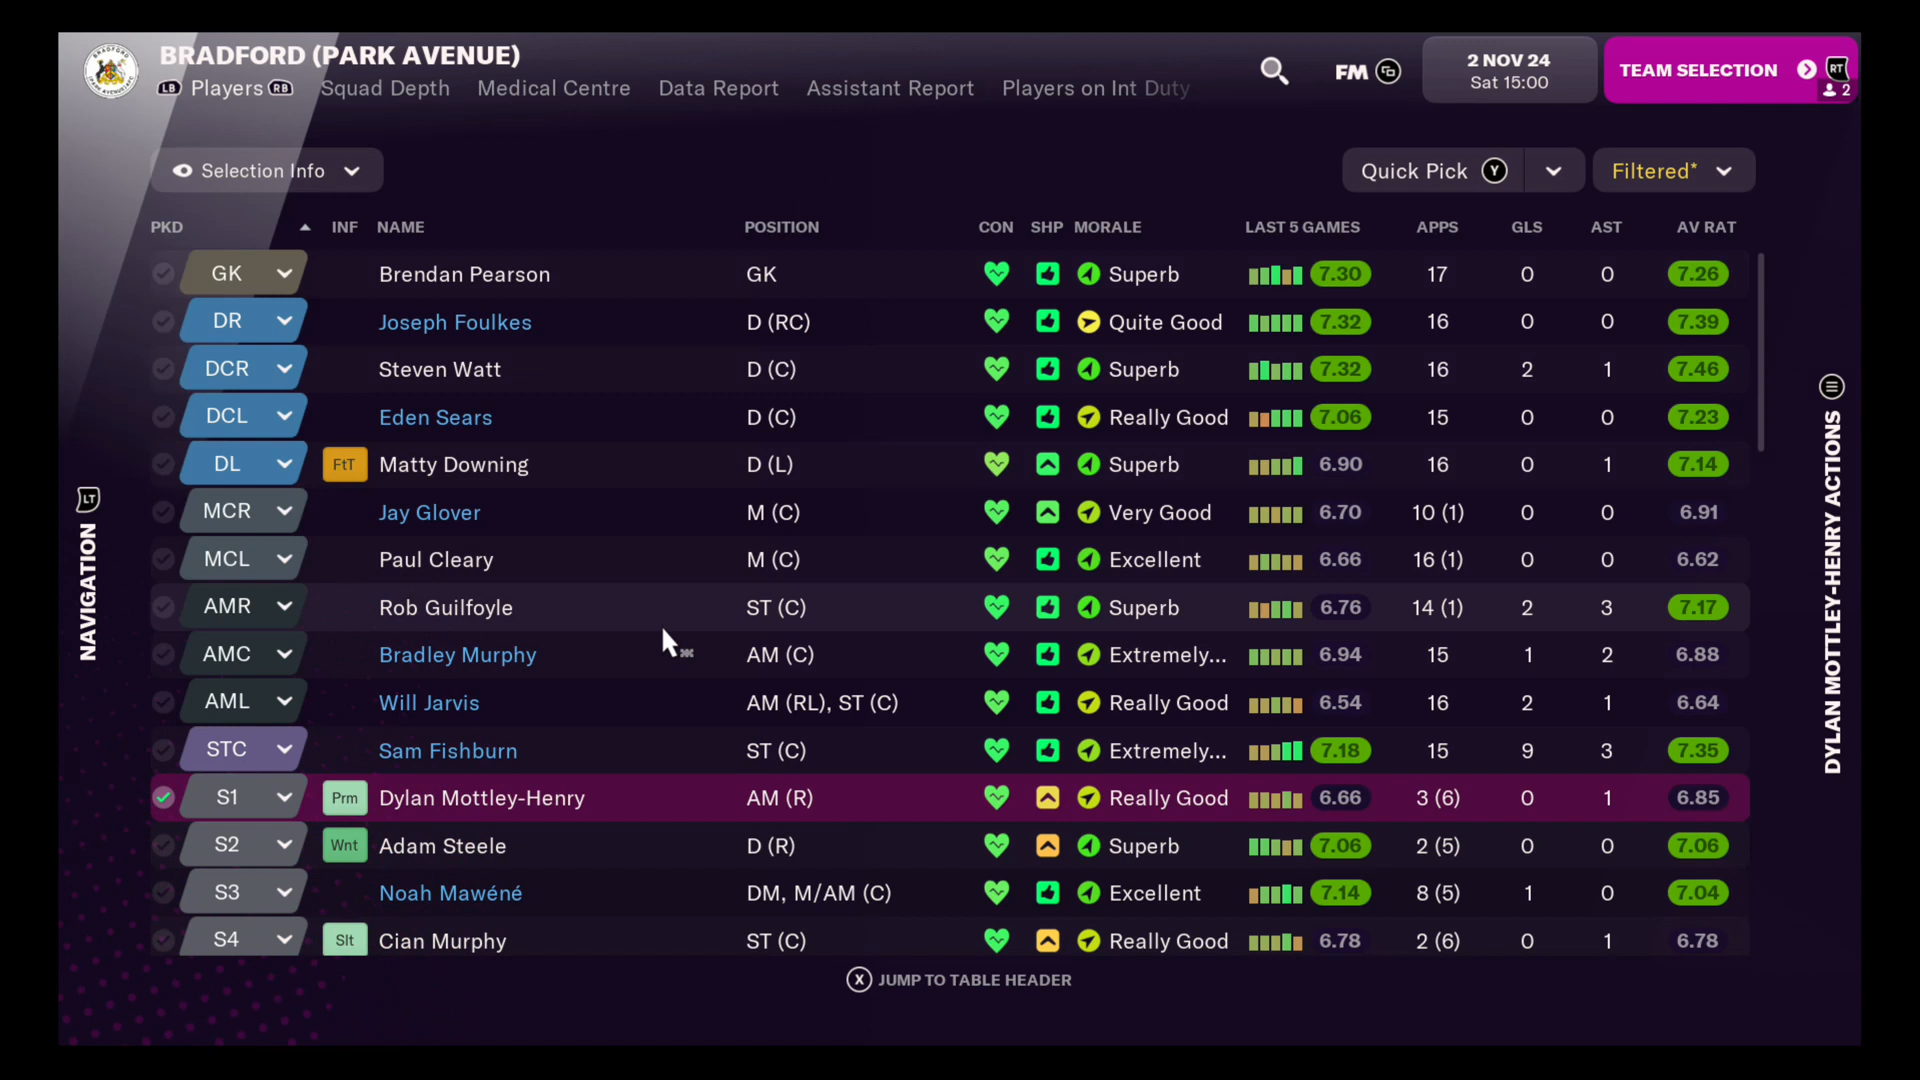 BRADFORD (PARK AVENUE)
LB Players RB Squad Depth Medical Centre Data Report Assistant Report Players on Int Duty
FM
2 NOV 24
Sat 15:00
TEAM SELECTION RT
2
Selection Info
Quick Pick Y
Filtered*
PKD INF NAME POSITION CON SHP MORALE LAST 5 GAMES APPS GLS AST AV RAT
GK Brendan Pearson GK Superb 7.30 17 0 0 7.26
DR Joseph Foulkes D (RC) Quite Good 7.32 16 0 0 7.39
DCR Steven Watt D (C) Superb 7.32 16 2 1 7.46
DCL Eden Sears D (C) Really Good 7.06 15 0 0 7.23
DL FtT Matty Downing D (L) Superb 6.90 16 0 1 7.14
MCR Jay Glover M (C) Very Good 6.70 10 (1) 0 0 6.91
MCL Paul Cleary M (C) Excellent 6.66 16 (1) 0 0 6.62
AMR Rob Guilfoyle ST (C) Superb 6.76 14 (1) 2 3 7.17
AMC Bradley Murphy AM (C) Extremely... 6.94 15 1 2 6.88
AML Will Jarvis AM (RL), ST (C) Really Good 6.54 16 2 1 6.64
STC Sam Fishburn ST (C) Extremely... 7.18 15 9 3 7.35
S1 Prm Dylan Mottley-Henry AM (R) Really Good 6.66 3 (6) 0 1 6.85
S2 Wnt Adam Steele D (R) Superb 7.06 2 (5) 0 0 7.06
S3 Noah Mawéné DM, M/AM (C) Excellent 7.14 8 (5) 1 0 7.04
S4 Slt Cian Murphy ST (C) Really Good 6.78 2 (6) 0 1 6.78
X JUMP TO TABLE HEADER
LT NAVIGATION
DYLAN MOTTLEY-HENRY ACTIONS